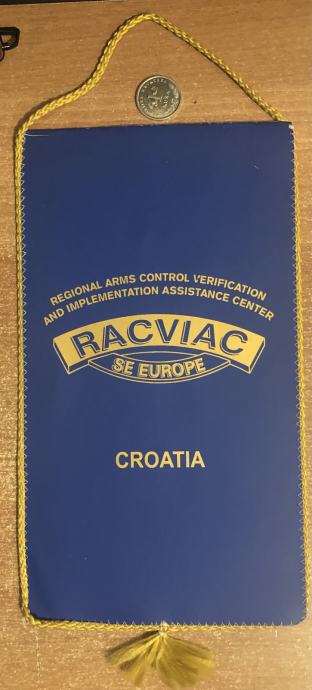 REGIONAL ARMS CONTROL VERIFICATION
AND IMPLEMENTATION ASSISTANCE CENTER
RACVIAC
SE EUROPE
CROATIA